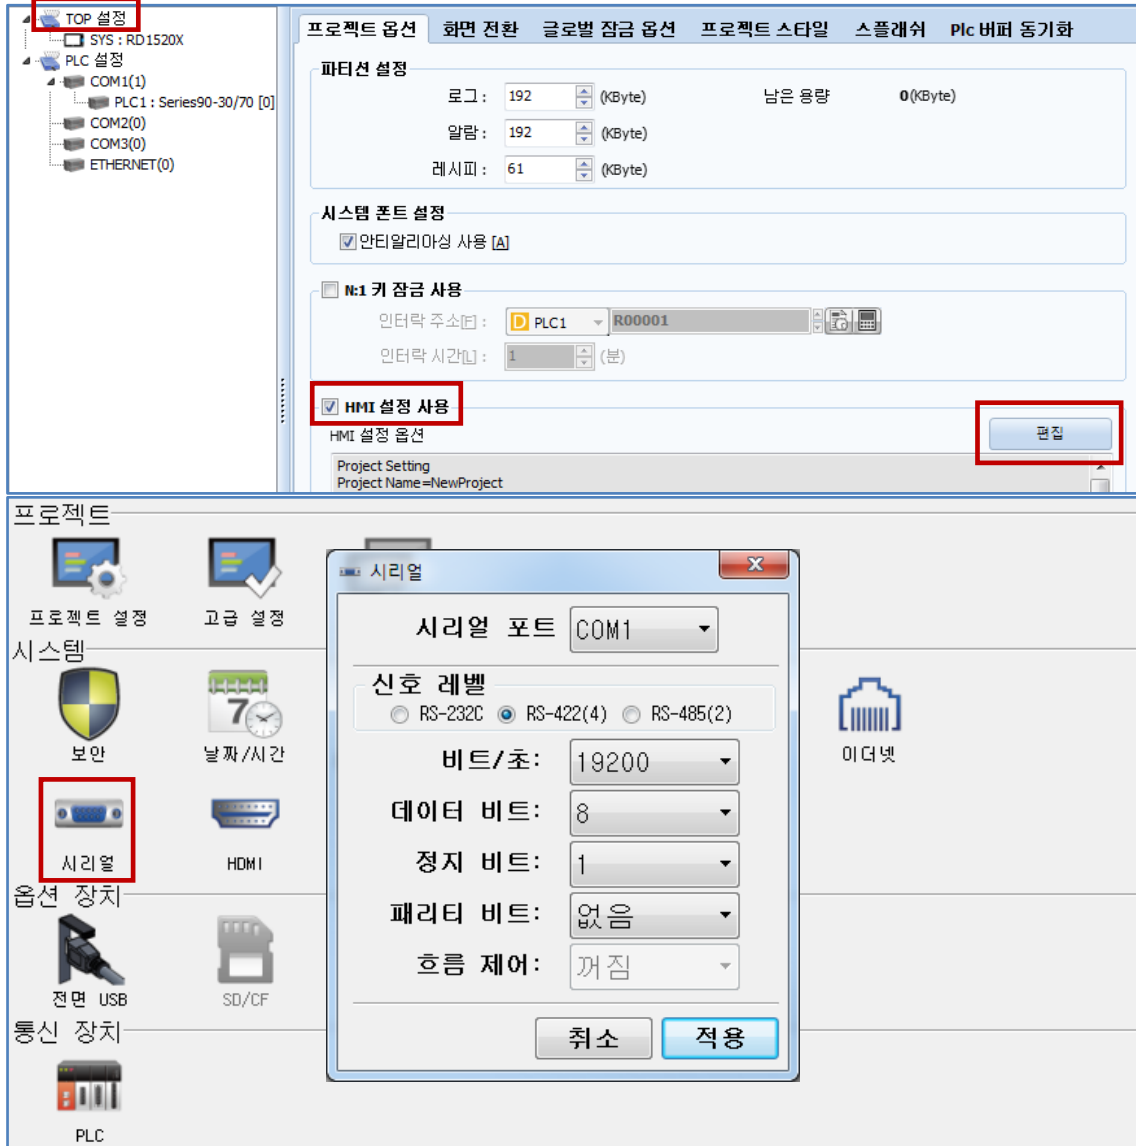 TOP 설정
SYS : RD1520X
PLC 설정
COM1(1)
PLC1 : Series90-30/70 [0]
COM2(0)
COM3(0)
ETHERNET(0)
프로젝트 옵션 화면 전환 글로벌 잠금 옵션 프로젝트 스타일 스플래쉬 Plc 버퍼 동기화
파티션 설정
로그 : 192 (KByte) 남은 용량 0(KByte)
알람 : 192 (KByte)
레시피 : 61 (KByte)
시스템 폰트 설정
안티알리아싱 사용 [A]
N:1 키 잠금 사용
인터락 주소[F] : D PLC1 R00001
인터락 시간[L] : 1 (분)
HMI 설정 사용
HMI 설정 옵션 편집
Project Setting
Project Name=NewProject
프로젝트
프로젝트 설정 고급 설정
시스템
보안 날짜/시간 이더넷
시리얼 HDMI
옵션 장치
전면 USB SD/CF
통신 장치
PLC
시리얼
시리얼 포트 COM1
신호 레벨
RS-232C RS-422(4) RS-485(2)
비트/초: 19200
데이터 비트: 8
정지 비트: 1
패리티 비트: 없음
흐름 제어: 꺼짐
취소 적용